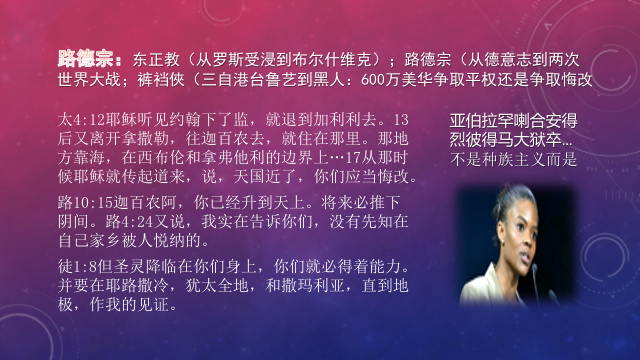 路德宗：东正教（从罗斯受浸到布尔什维克）；路德宗（从德意志到两次
世界大战；裤裆侠（三自港台鲁艺到黑人：600万美华争取平权还是争取悔改
太4:12耶稣听见约翰下了监，就退到加利利去。13
后又离开拿撒勒，往迦百农去，就住在那里。那地
方靠海，在西布伦和拿弗他利的边界上…17从那时
候耶稣就传起道来，说，天国近了，你们应当悔改。
路10:15迦百农阿，你已经升到天上。将来必推下
阴间。路4:24又说，我实在告诉你们，没有先知在
自己家乡被人悦纳的。
徒1:8但圣灵降临在你们身上，你们就必得着能力。
并要在耶路撒冷，犹太全地，和撒玛利亚，直到地
极，作我的见证。
亚伯拉罕喇合安得
烈彼得马大狱卒…
不是种族主义而是